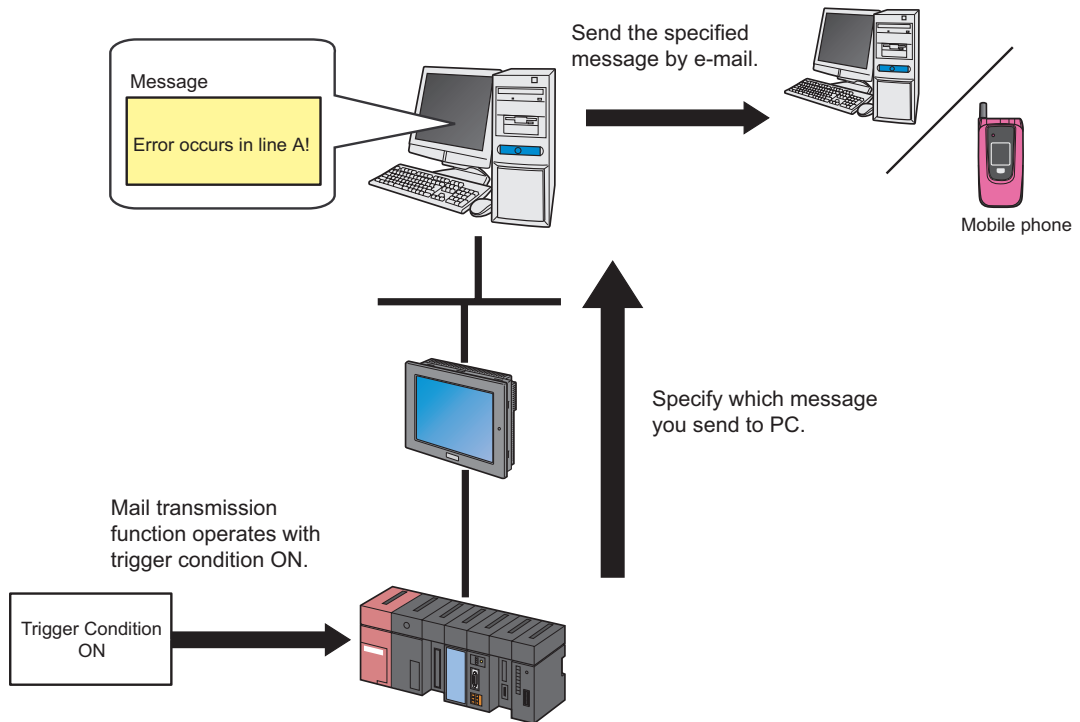 Send the specified
message by e-mail.
Message
Error occurs in line A!
Mobile phone
Specify which message
you send to PC.
Mail transmission
function operates with
trigger condition ON.
Trigger Condition
ON